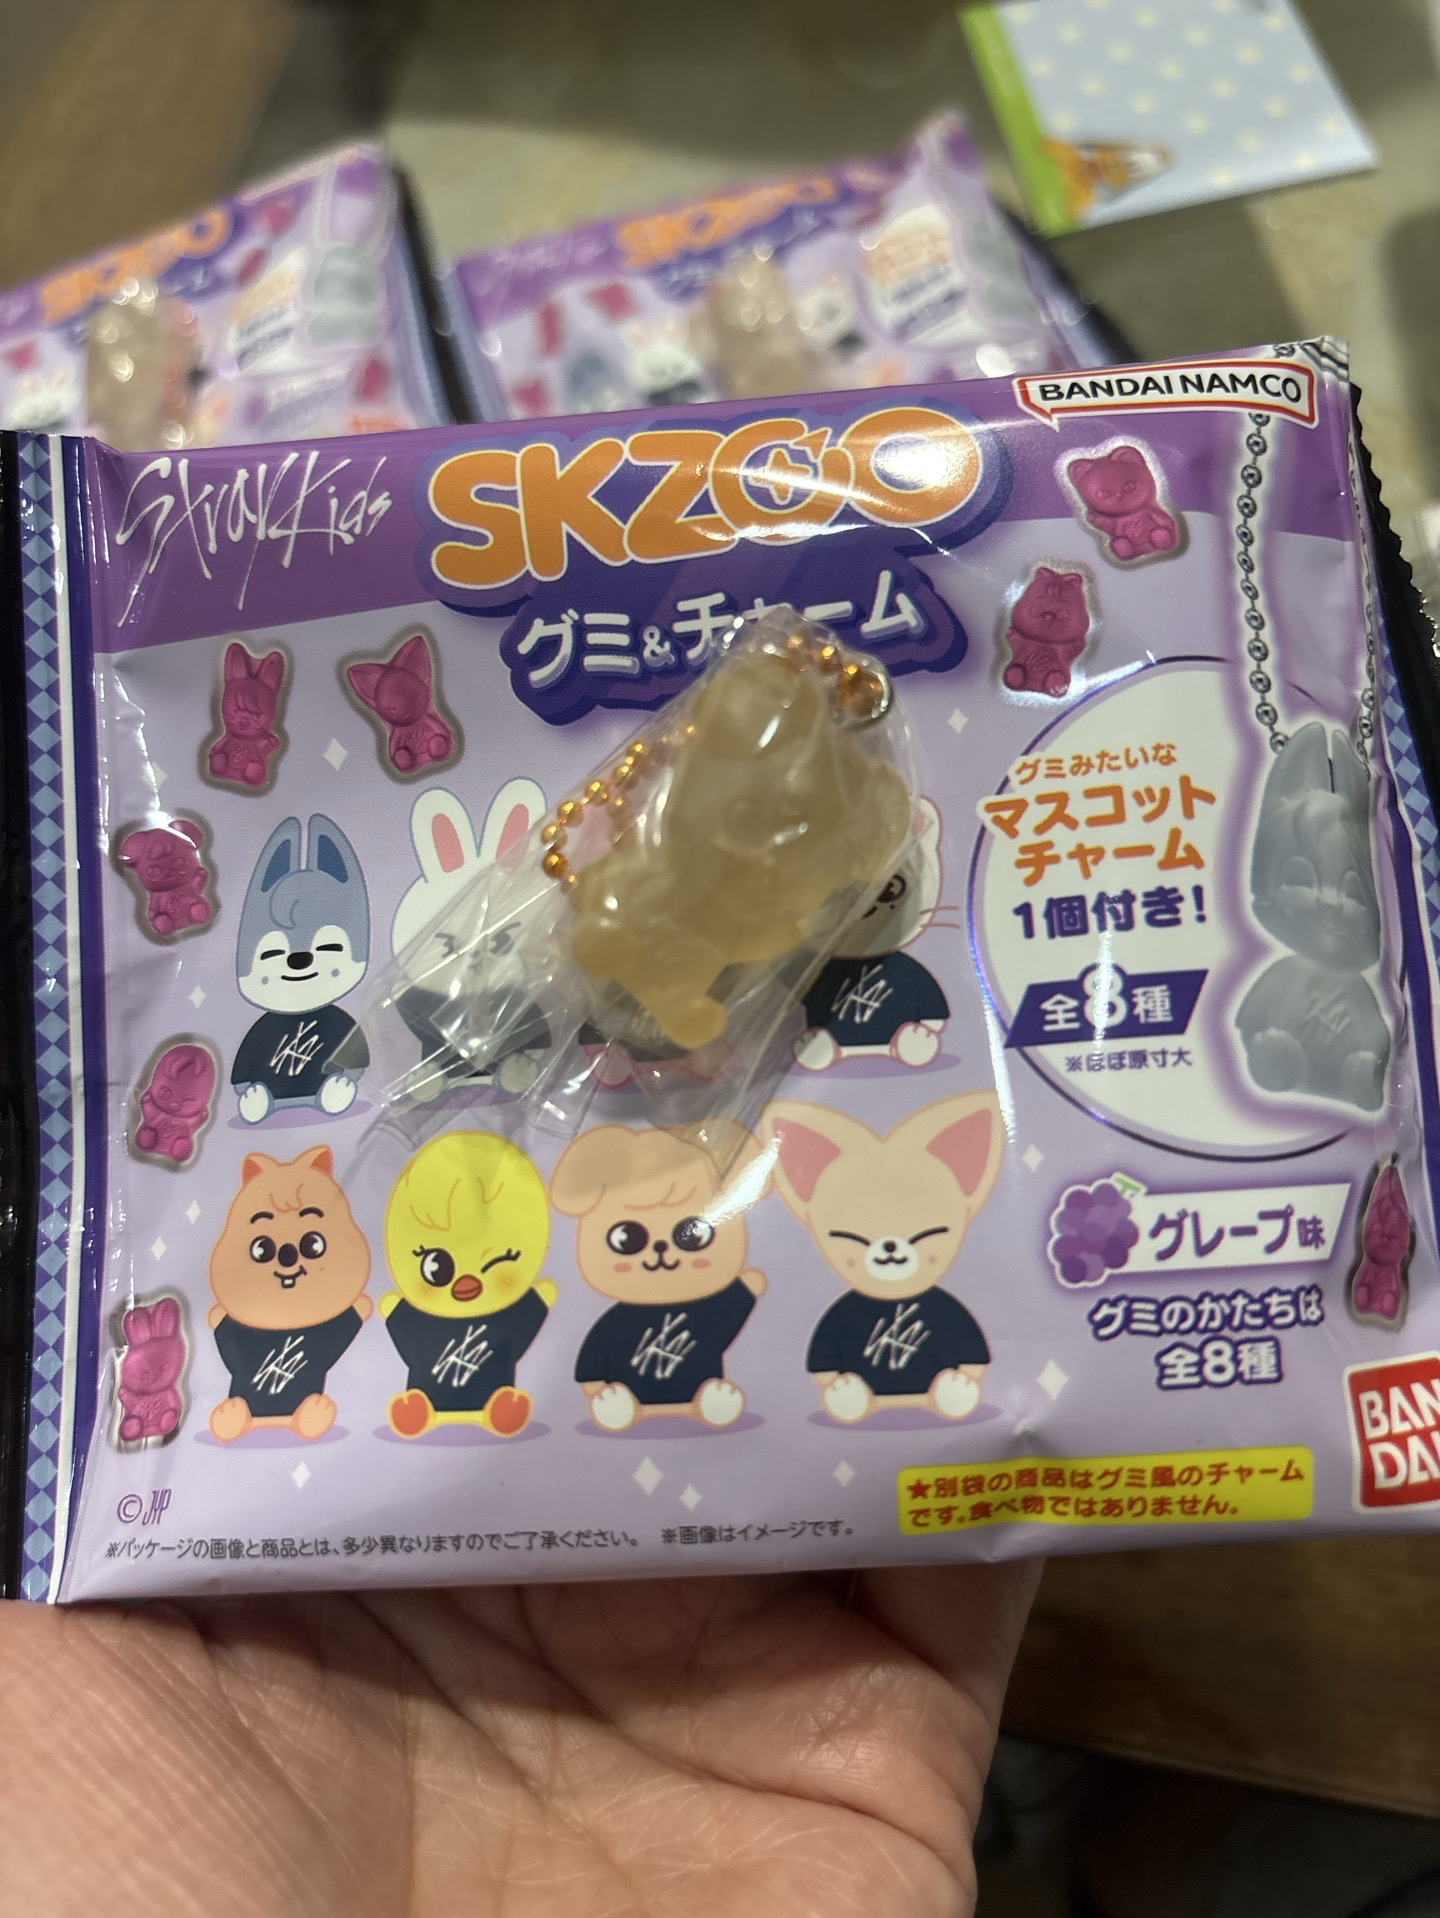 BANDAI NAMCO
Stray Kids
SKZOO
グミ&チャーム
グミみたいな
マスコット
チャーム
1個付き!
全8種
※ほぼ原寸大
グレープ味
グミのかたちは
全8種
BAN
DAI
★別袋の商品はグミ風のチャーム
です。食べ物ではありません。
©JYP
※パッケージの画像と商品とは、多少異なりますのでご了承ください。 ※画像はイメージです。
SKZOO
SKZOO